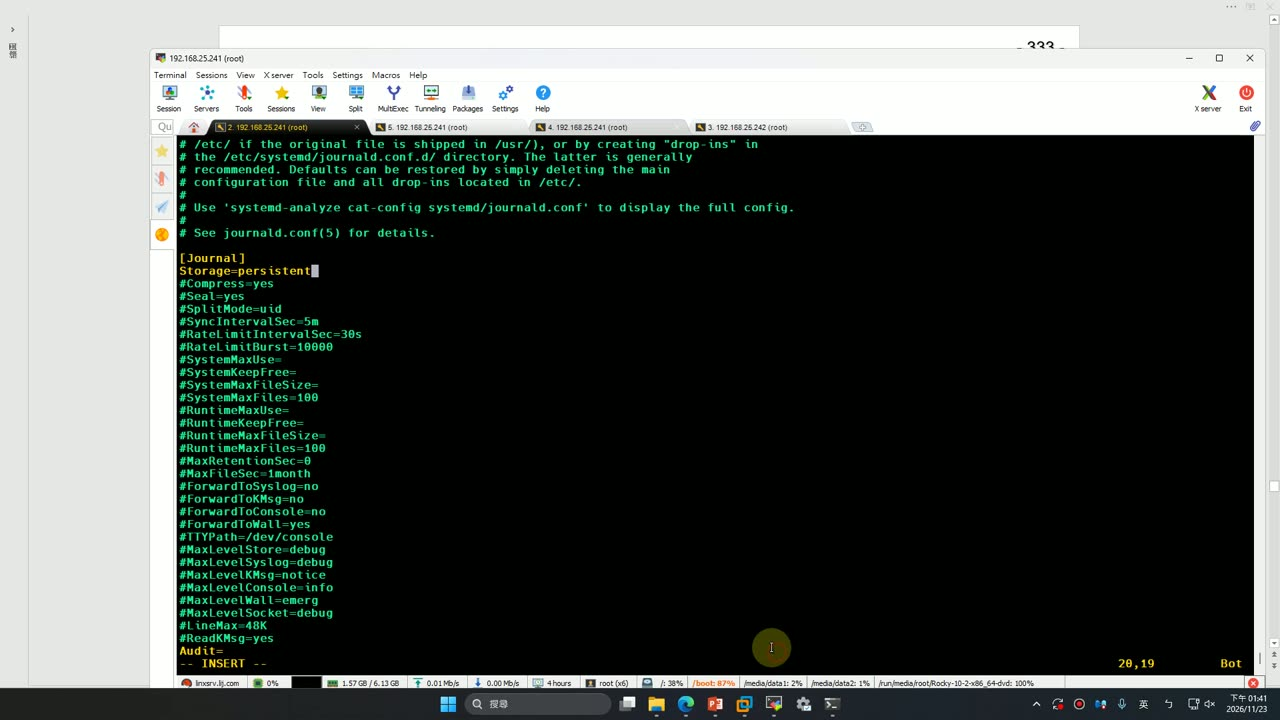 - 333 -
192.168.25.241 (root)
Terminal Sessions View X server Tools Settings Macros Help
Session Servers Tools Sessions View Split MultiExec Tunneling Packages Settings Help X server Exit
Qu 2. 192.168.25.241 (root) 5. 192.168.25.241 (root) 4. 192.168.25.241 (root) 3. 192.168.25.242 (root)
# /etc/ if the original file is shipped in /usr/), or by creating "drop-ins" in
# the /etc/systemd/journald.conf.d/ directory. The latter is generally
# recommended. Defaults can be restored by simply deleting the main
# configuration file and all drop-ins located in /etc/.
#
# Use 'systemd-analyze cat-config systemd/journald.conf' to display the full config.
#
# See journald.conf(5) for details.
[Journal]
Storage=persistent
#Compress=yes
#Seal=yes
#SplitMode=uid
#SyncIntervalSec=5m
#RateLimitIntervalSec=30s
#RateLimitBurst=10000
#SystemMaxUse=
#SystemKeepFree=
#SystemMaxFileSize=
#SystemMaxFiles=100
#RuntimeMaxUse=
#RuntimeKeepFree=
#RuntimeMaxFileSize=
#RuntimeMaxFiles=100
#MaxRetentionSec=0
#MaxFileSec=1month
#ForwardToSyslog=no
#ForwardToKMsg=no
#ForwardToConsole=no
#ForwardToWall=yes
#TTYPath=/dev/console
#MaxLevelStore=debug
#MaxLevelSyslog=debug
#MaxLevelKMsg=notice
#MaxLevelConsole=info
#MaxLevelWall=emerg
#MaxLevelSocket=debug
#LineMax=48K
#ReadKMsg=yes
Audit=
-- INSERT -- 20,19 Bot
linxsrv.lij.com 0% 1.57 GB / 6.13 GB 0.01 Mb/s 0.00 Mb/s 4 hours root (x6) /: 38% /boot: 87% /media/data1: 2% /media/data2: 1% /run/media/root/Rocky-10-2-x86_64-dvd: 100%
搜尋
英 ㄅ
下午 01:41
2026/11/23